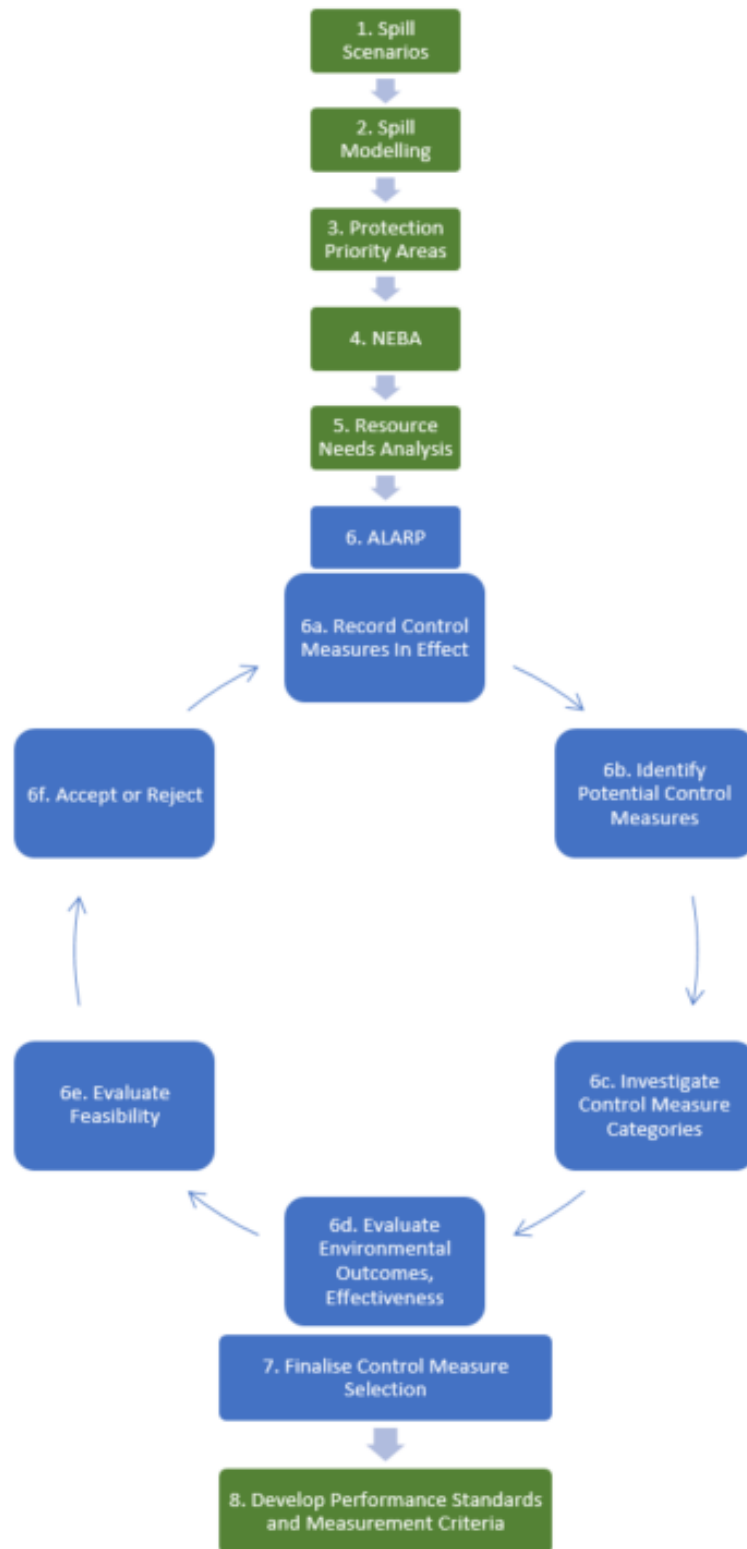 1. Spill
Scenarios
2. Spill
Modelling
3. Protection
Priority Areas
4. NEBA
5. Resource
Needs Analysis
6. ALARP
6a. Record Control
Measures In Effect
6b. Identify
Potential Control
Measures
6c. Investigate
Control Measure
Categories
6d. Evaluate
Environmental
Outcomes,
Effectiveness
6e. Evaluate
Feasibility
6f. Accept or Reject
7. Finalise Control Measure
Selection
8. Develop Performance Standards
and Measurement Criteria